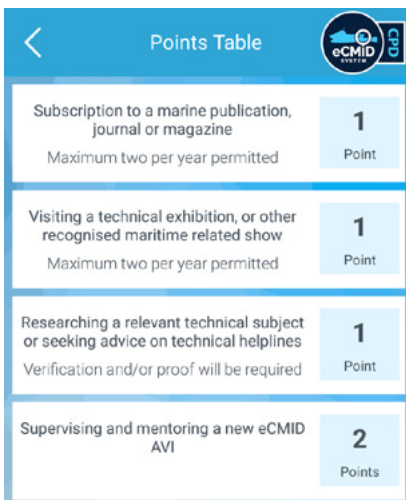 Points Table
eCMID
SYSTEM
CPD
Subscription to a marine publication,
journal or magazine
Maximum two per year permitted
1
Point
Visiting a technical exhibition, or other
recognised maritime related show
Maximum two per year permitted
1
Point
Researching a relevant technical subject
or seeking advice on technical helplines
Verification and/or proof will be required
1
Point
Supervising and mentoring a new eCMID
AVI
2
Points